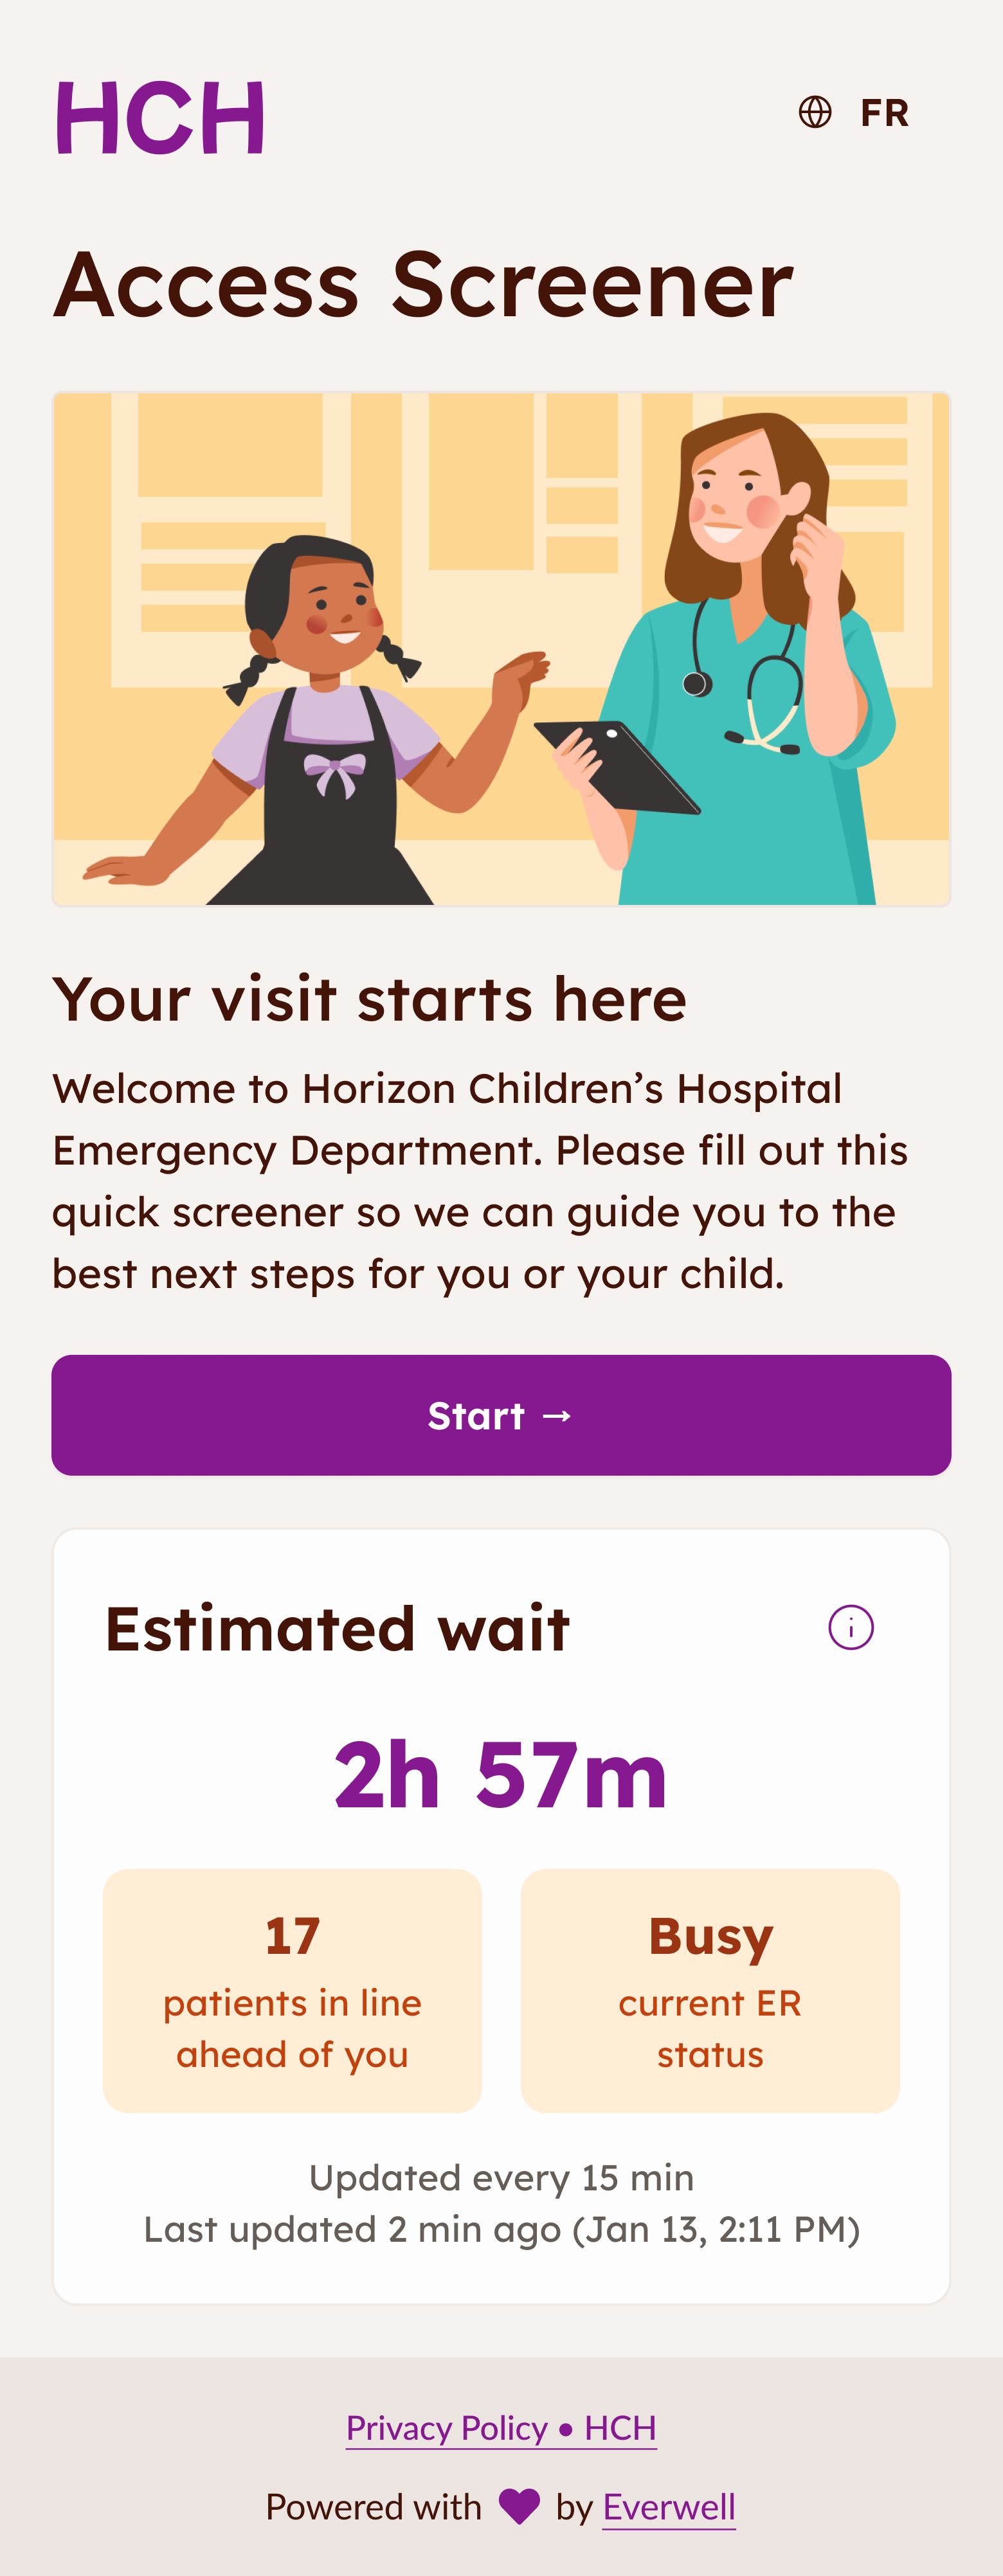 HCH
FR
Access Screener
Your visit starts here
Welcome to Horizon Children’s Hospital
Emergency Department. Please fill out this
quick screener so we can guide you to the
best next steps for you or your child.
Start →
Estimated wait
2h 57m
17
patients in line
ahead of you
Busy
current ER
status
Updated every 15 min
Last updated 2 min ago (Jan 13, 2:11 PM)
Privacy Policy • HCH
Powered with 💜 by Everwell